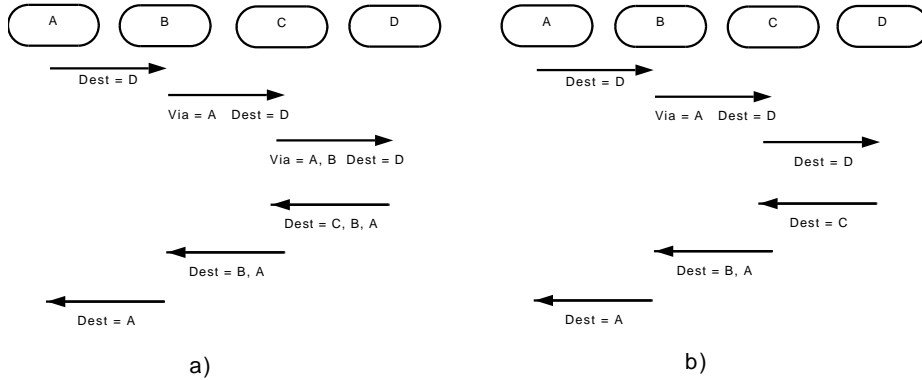 A B C D
Dest = D
Via = A Dest = D
Via = A, B Dest = D
Dest = C, B, A
Dest = B, A
Dest = A
a)
A B C D
Dest = D
Via = A Dest = D
Dest = D
Dest = C
Dest = B, A
Dest = A
b)